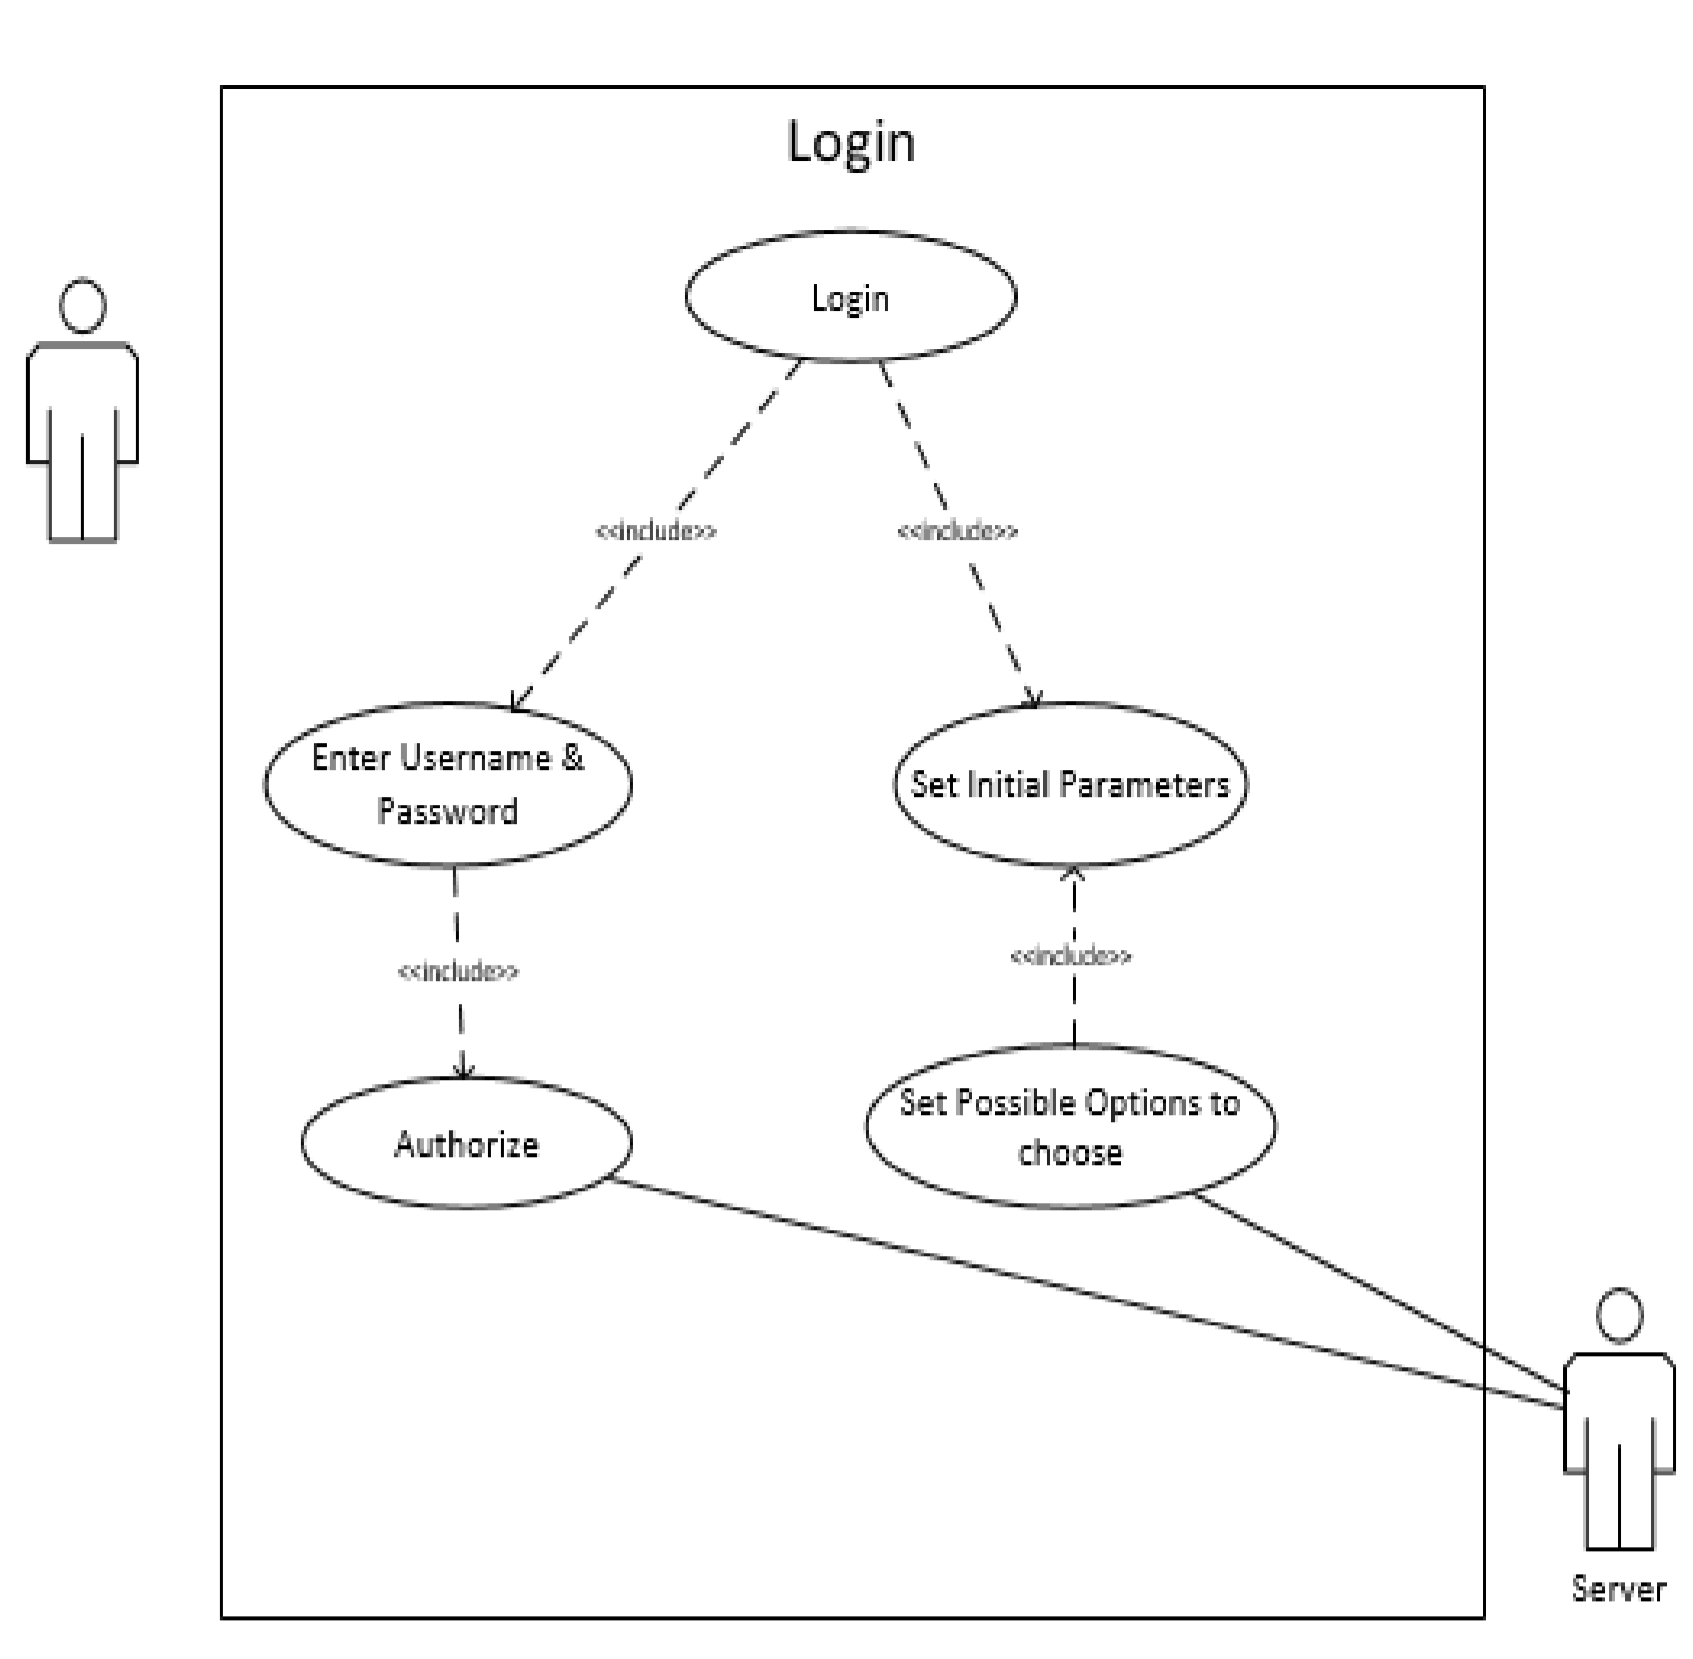 Login
Login
<<include>>
<<include>>
Enter Username &
Password
Set Initial Parameters
<<include>>
<<include>>
Authorize
Set Possible Options to
choose
Server